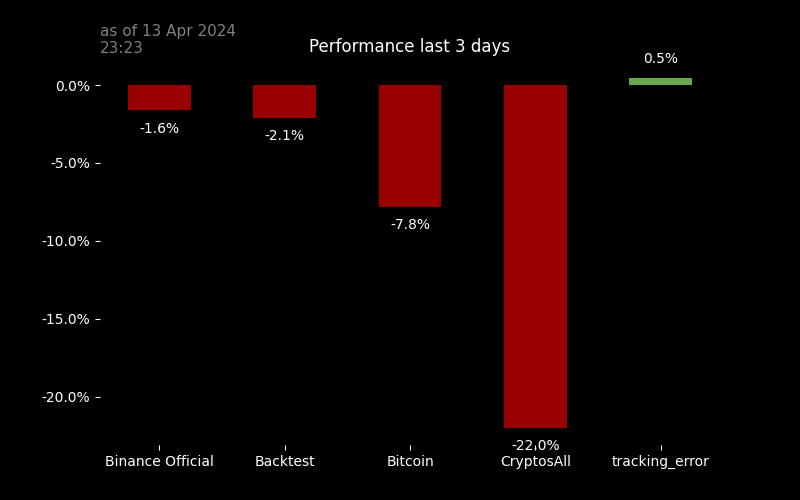 as of 13 Apr 2024
23:23
Performance last 3 days
0.5%
0.0%
-1.6%
-2.1%
-5.0%
-7.8%
-10.0%
-15.0%
-20.0%
-22.0%
Binance Official
Backtest
Bitcoin
CryptosAll
tracking_error